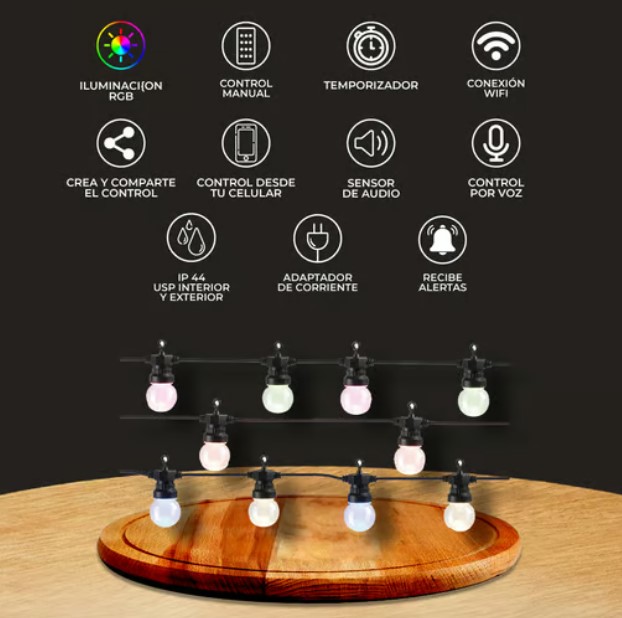 ILUMINACI{ON
RGB
CONTROL
MANUAL
TEMPORIZADOR
CONEXIÓN
WIFI
CREA Y COMPARTE
EL CONTROL
CONTROL DESDE
TU CELULAR
SENSOR
DE AUDIO
CONTROL
POR VOZ
IP 44
USP INTERIOR
Y EXTERIOR
ADAPTADOR
DE CORRIENTE
RECIBE
ALERTAS